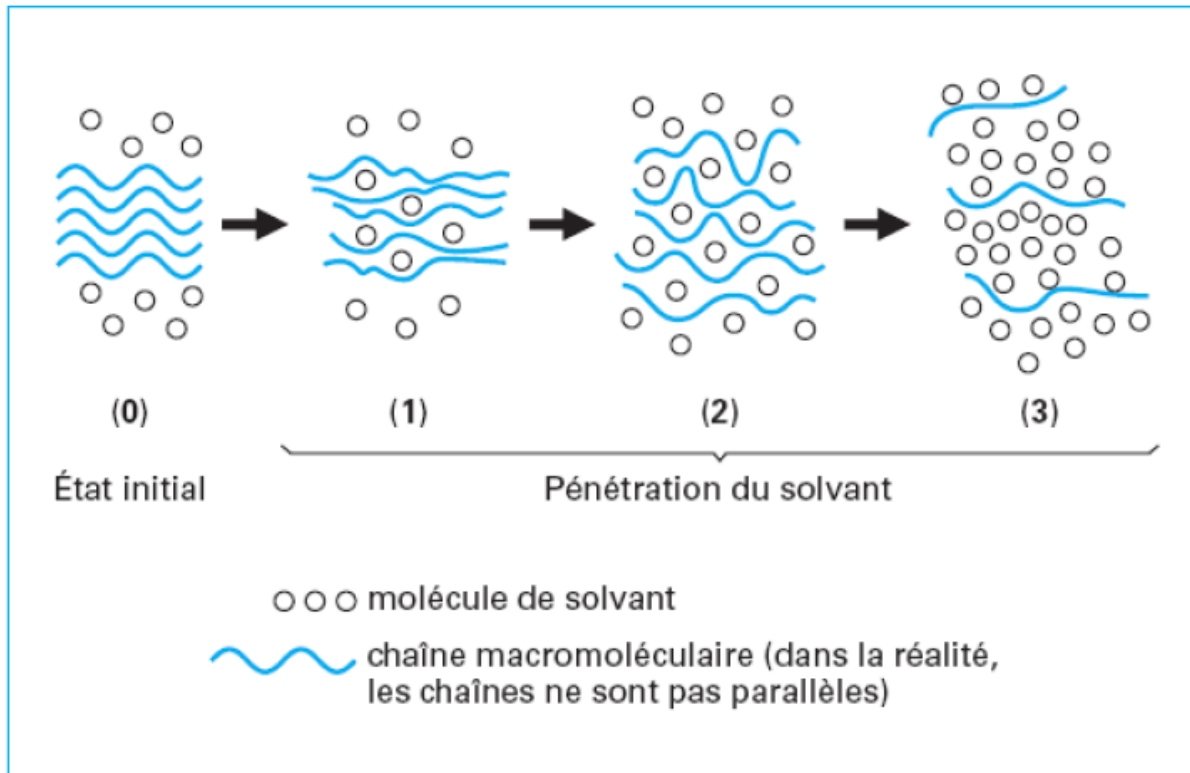 (0)
(1)
(2)
(3)
État initial
Pénétration du solvant
molécule de solvant
chaîne macromoléculaire (dans la réalité,
les chaînes ne sont pas parallèles)